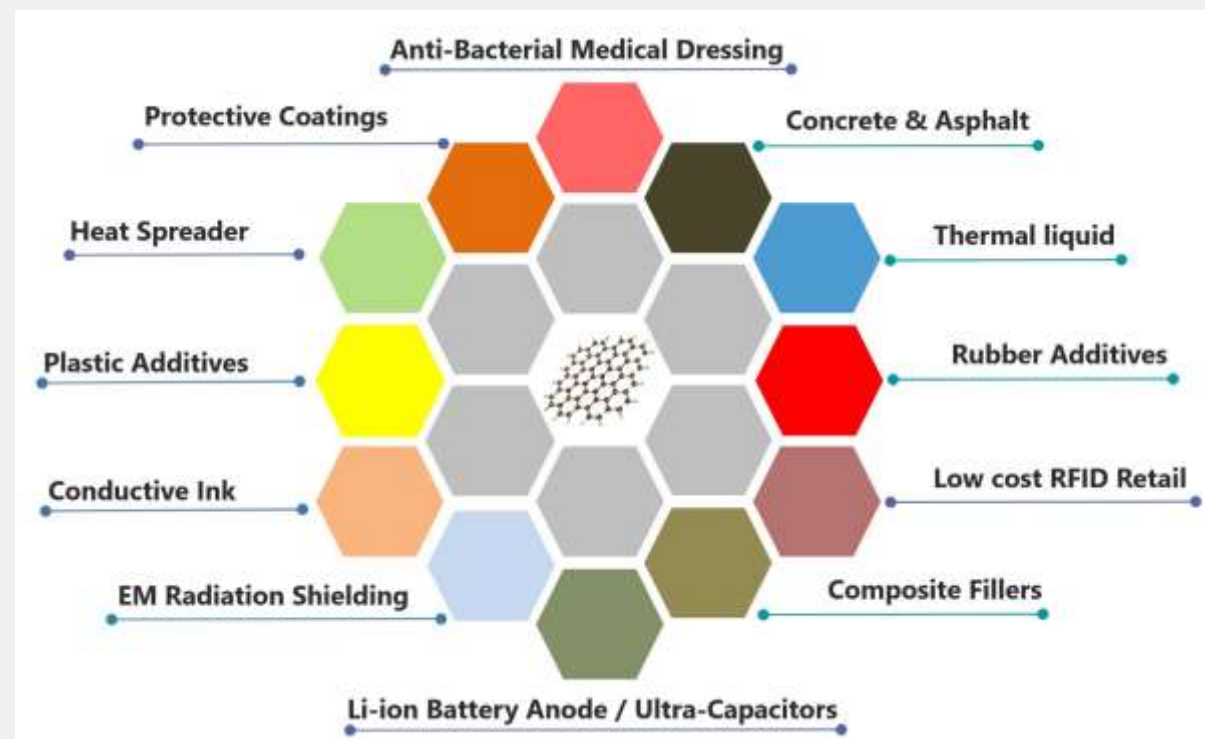 Anti-Bacterial Medical Dressing
Protective Coatings
Concrete & Asphalt
Heat Spreader
Thermal liquid
Plastic Additives
Rubber Additives
Conductive Ink
Low cost RFID Retail
EM Radiation Shielding
Composite Fillers
Li-ion Battery Anode / Ultra-Capacitors